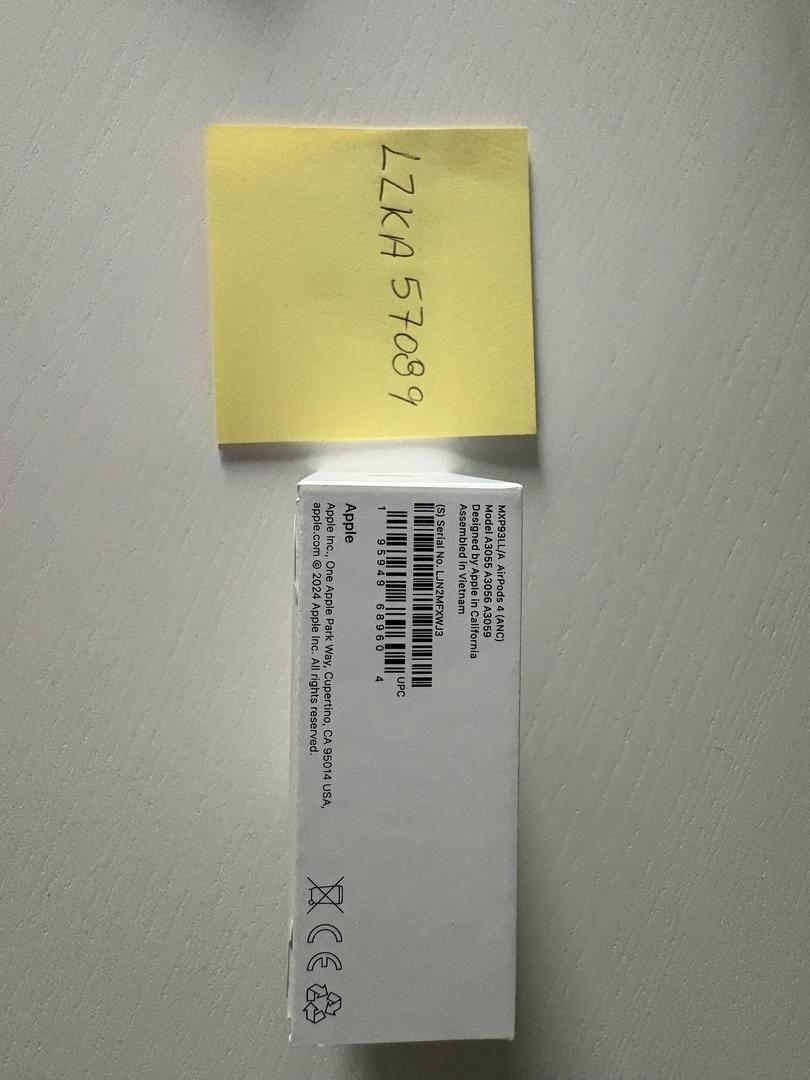 LZKA 57089
MXP93LL/A AirPods 4 (ANC)
Model A3055 A3056 A3059
Designed by Apple in California
Assembled in Vietnam
(S) Serial No. LJN2MFXWJ3
UPC
1 95949 68960 4
Apple
Apple Inc., One Apple Park Way, Cupertino, CA 95014 USA,
apple.com © 2024 Apple Inc. All rights reserved.
CE